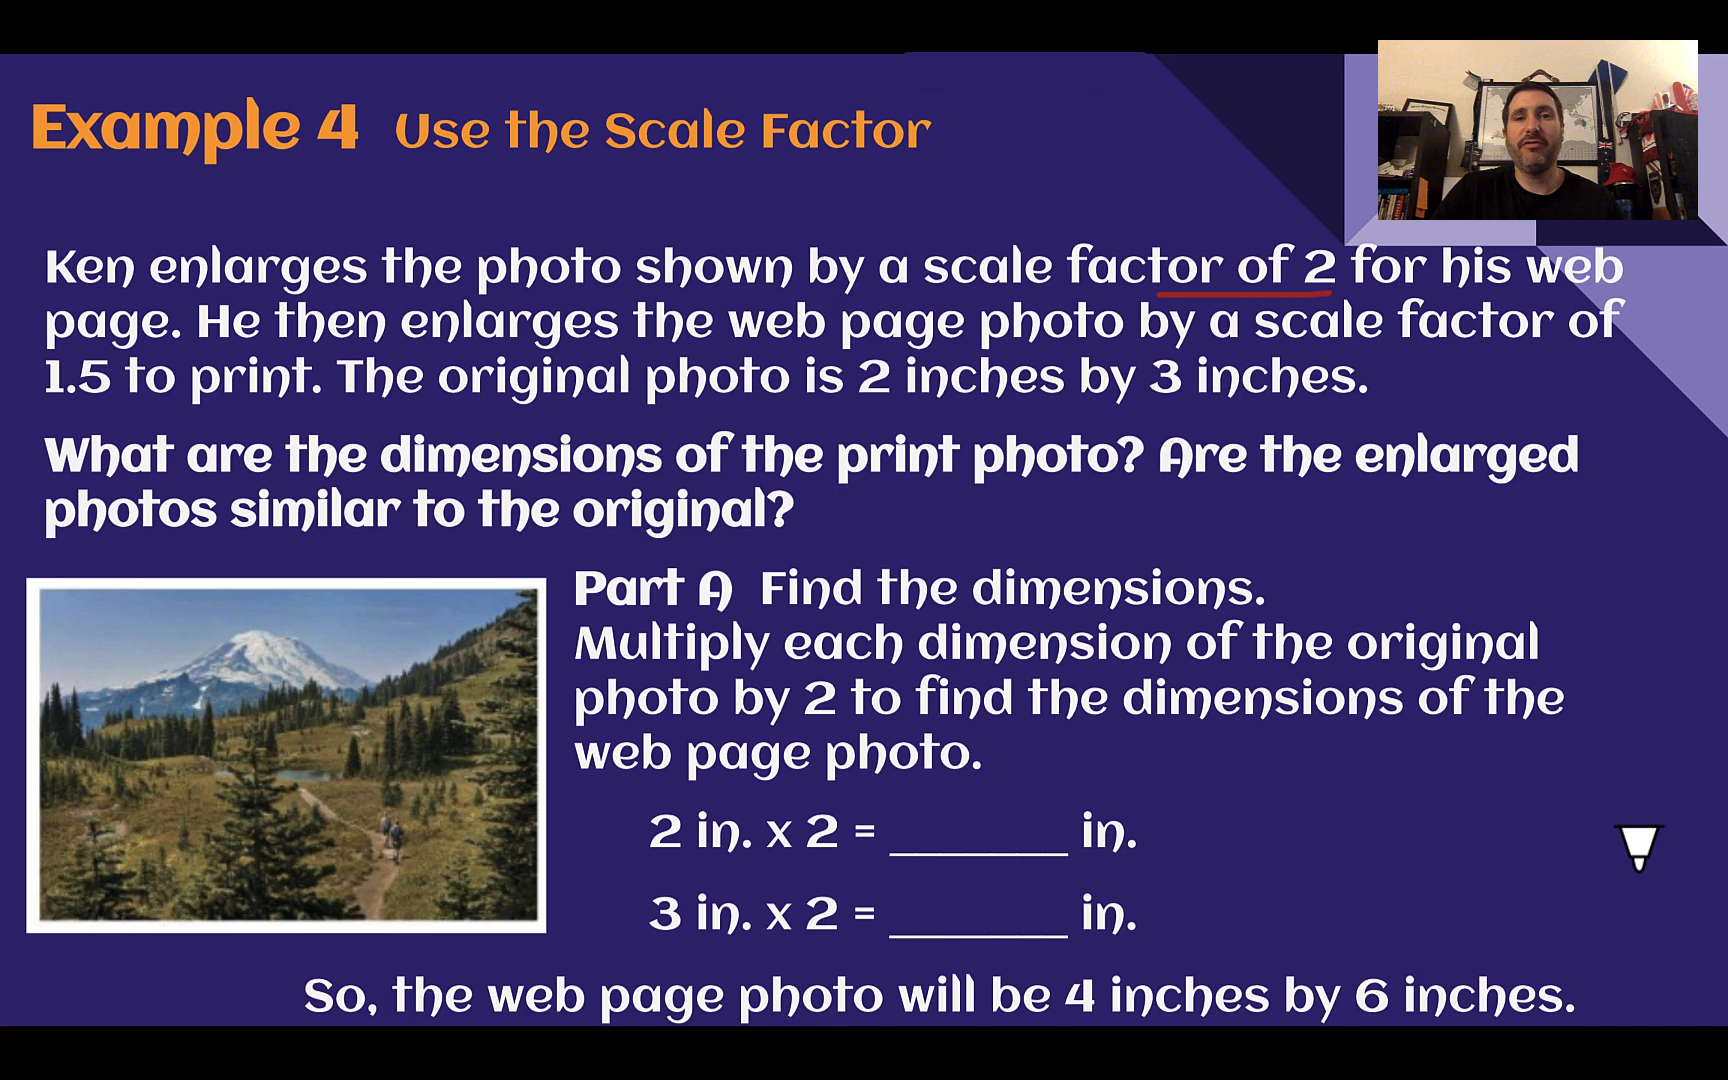 Example 4 Use the Scale Factor
Ken enlarges the photo shown by a scale factor of 2 for his web
page. He then enlarges the web page photo by a scale factor of
1.5 to print. The original photo is 2 inches by 3 inches.
What are the dimensions of the print photo? Are the enlarged
photos similar to the original?
Part A Find the dimensions.
Multiply each dimension of the original
photo by 2 to find the dimensions of the
web page photo.
2 in. x 2 = _______ in.
3 in. x 2 = _______ in.
So, the web page photo will be 4 inches by 6 inches.